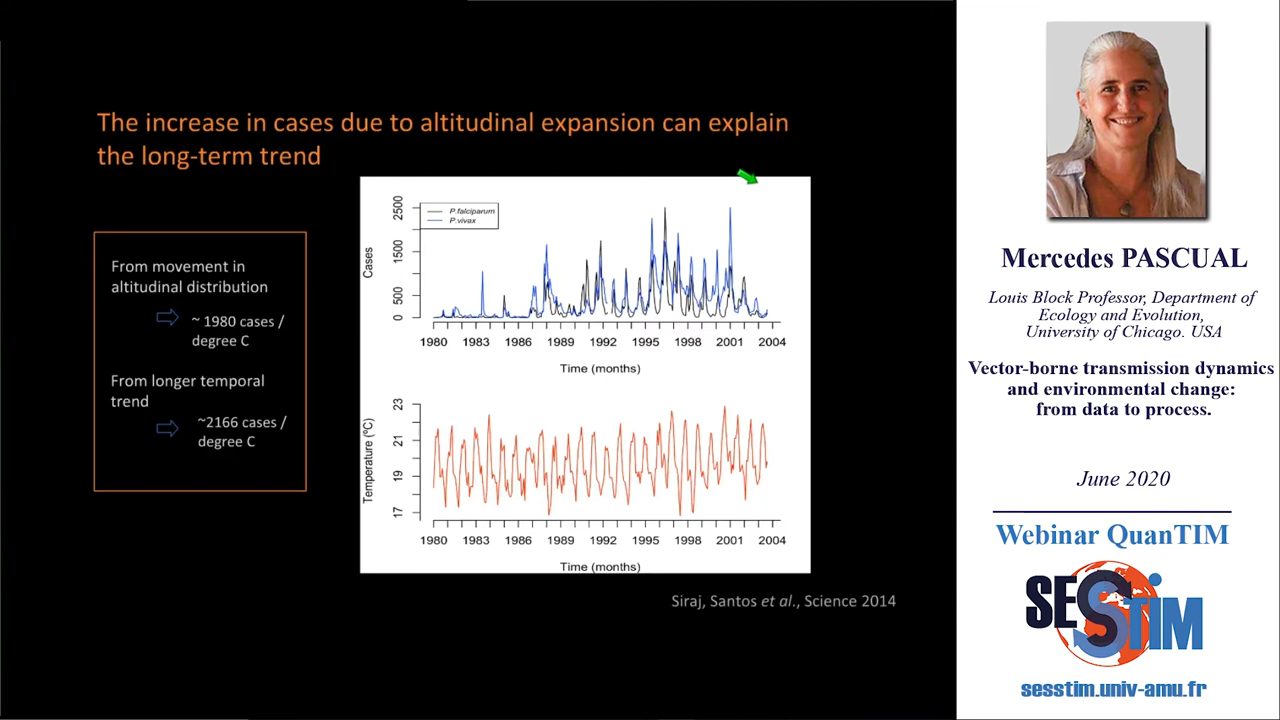 The increase in cases due to altitudinal expansion can explain
the long-term trend
From movement in
altitudinal distribution
~ 1980 cases /
degree C
From longer temporal
trend
~2166 cases /
degree C
P.falciparum
P.vivax
Cases
2500
1500
500
0
1980 1983 1986 1989 1992 1995 1998 2001 2004
Time (months)
Temperature (ºC)
23
21
19
17
1980 1983 1986 1989 1992 1995 1998 2001 2004
Time (months)
Siraj, Santos et al., Science 2014
Mercedes PASCUAL
Louis Block Professor, Department of
Ecology and Evolution,
University of Chicago. USA
Vector-borne transmission dynamics
and environmental change:
from data to process.
June 2020
Webinar QuanTIM
SESSTIM
sesstim.univ-amu.fr